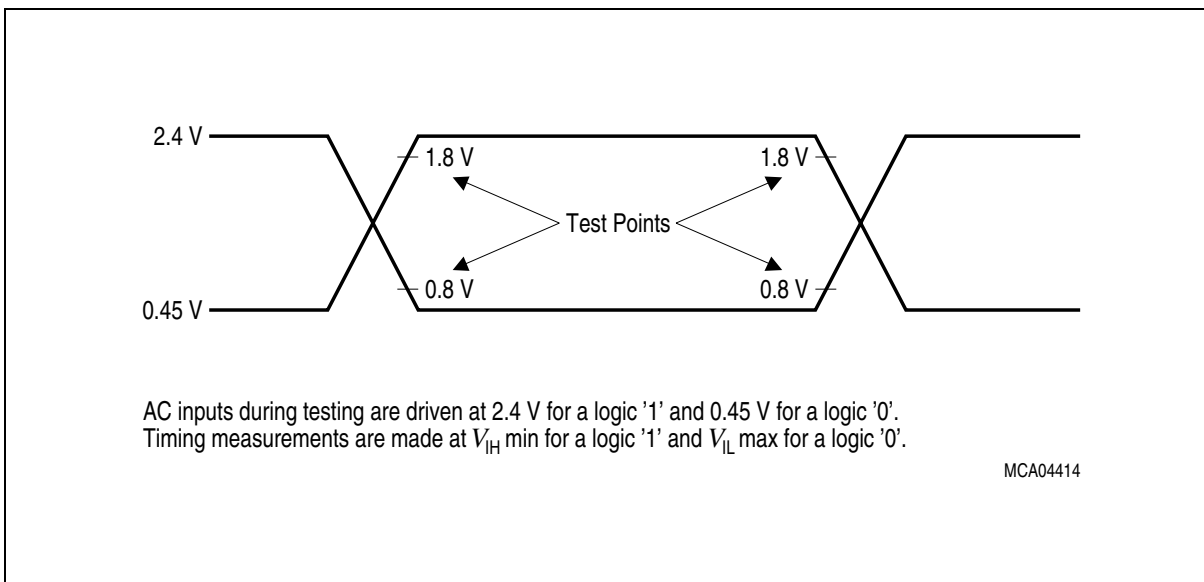 2.4 V
1.8 V
1.8 V
Test Points
0.8 V
0.8 V
0.45 V
AC inputs during testing are driven at 2.4 V for a logic '1' and 0.45 V for a logic '0'.
Timing measurements are made at VIH min for a logic '1' and VIL max for a logic '0'.
MCA04414